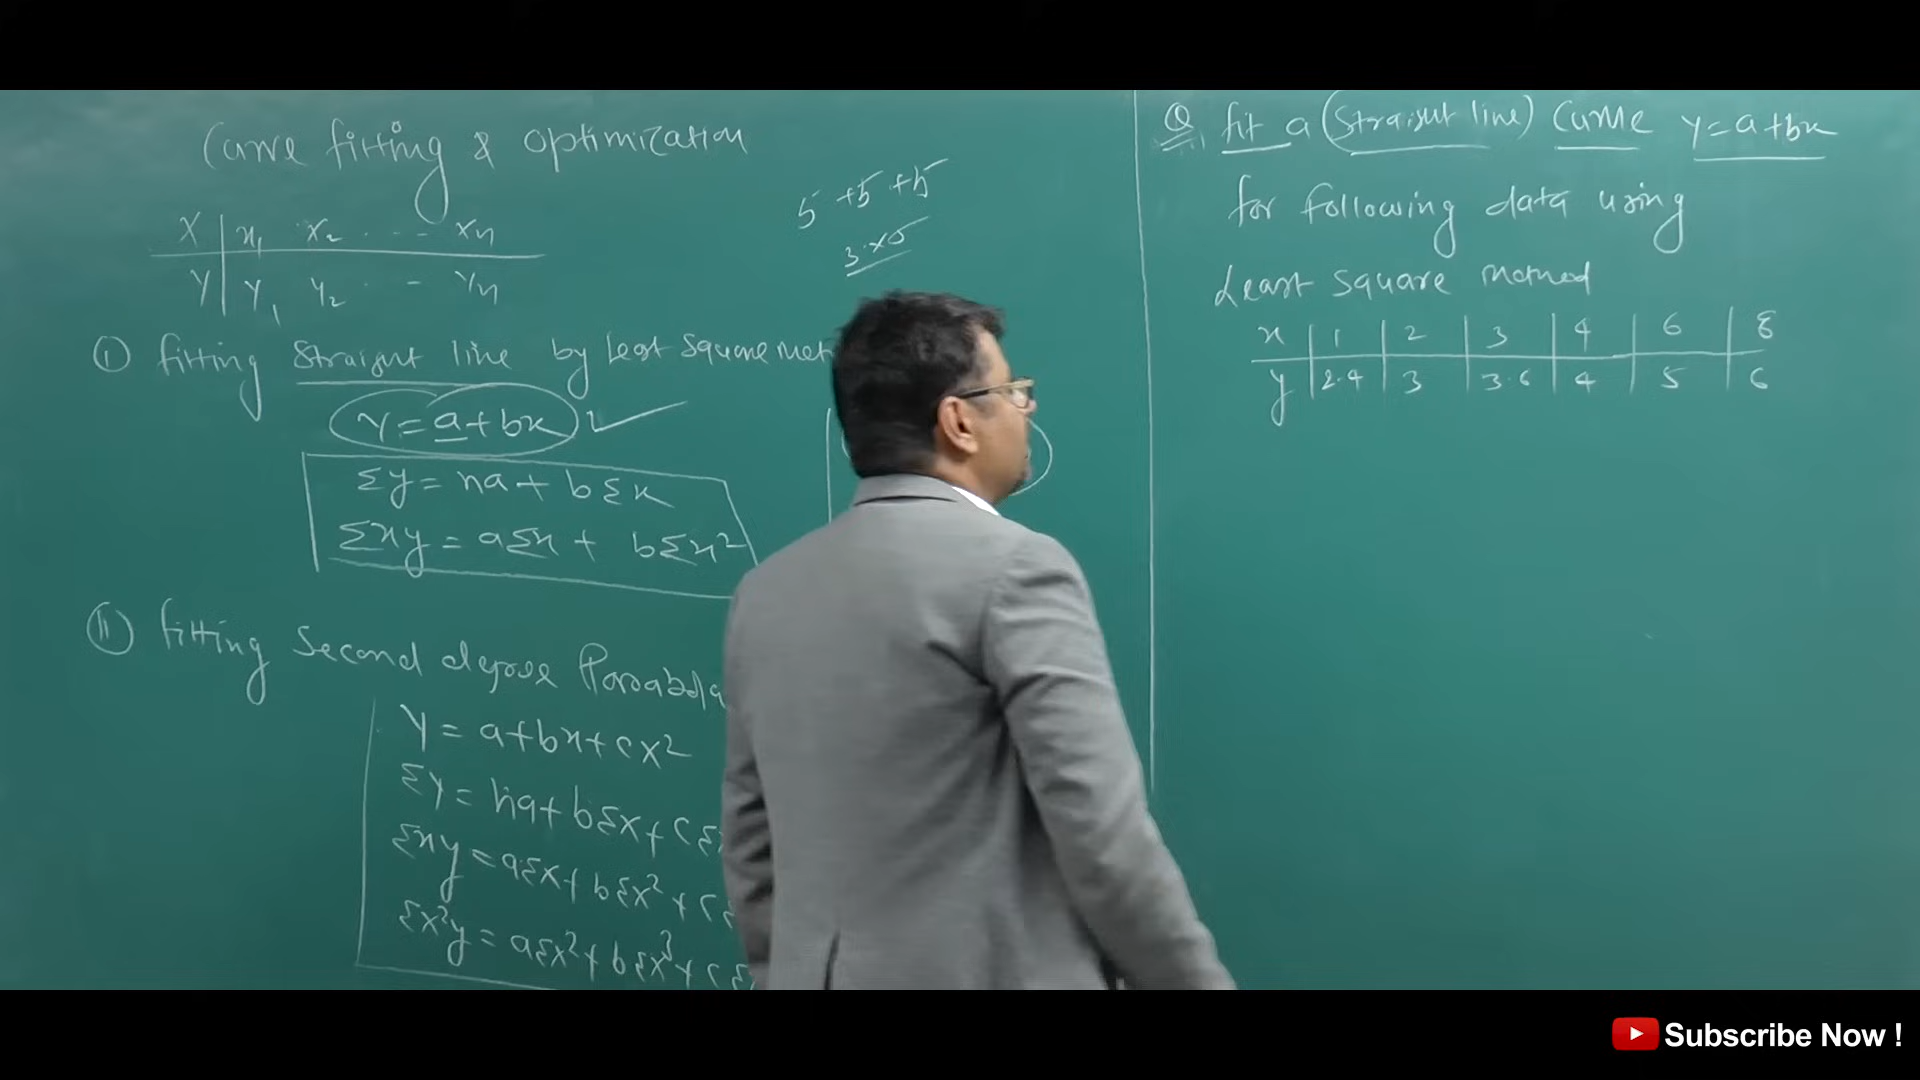 Curve fitting & optimization
X x₁ x₂ . -- xₙ
Y Y₁ Y₂ . - Yₙ
5 + 5 + 5
3 × 5
① fitting Straight line by least square met
Y = a + bx
Σy = na + bΣx
Σxy = aΣx + bΣx²
Ⅱ fitting Second degree Parabola
Y = a + bx + cx²
ΣY = na + bΣx + cΣ
Σxy = aΣx + bΣx² + cΣ
Σx²y = aΣx² + bΣx³ + cΣ
Q fit a (Straight line) Curve Y = a + bx
for following data using
Least Square Method
x 1 2 3 4 6 8
y 2.4 3 3.6 4 5 6
Subscribe Now !